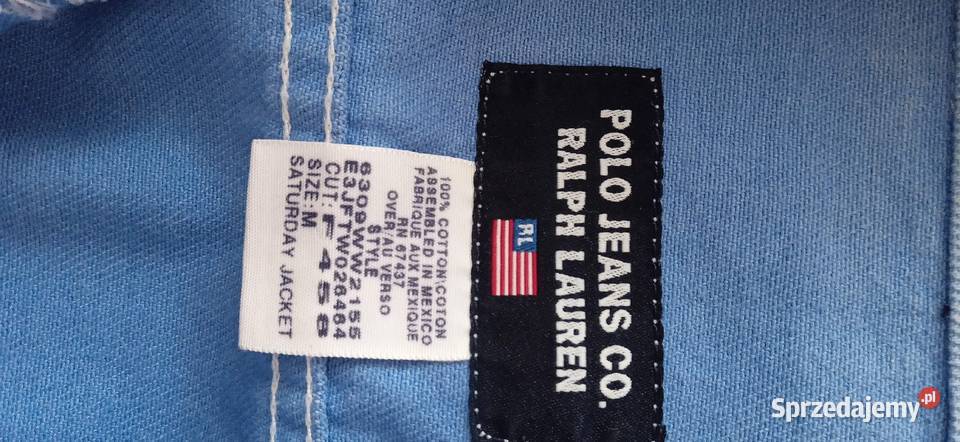 POLO JEANS CO.
RALPH LAUREN
RL
100% COTTON\COTON
ASSEMBLED IN MEXICO
FABRIQUE AUX MEXIQUE
RN 67437
OVER/AU VERSO
STYLE
6309WW2155
E3JFTW026484
CUT: F 458
SIZE: M
SATURDAY JACKET
Sprzedajemy.pl